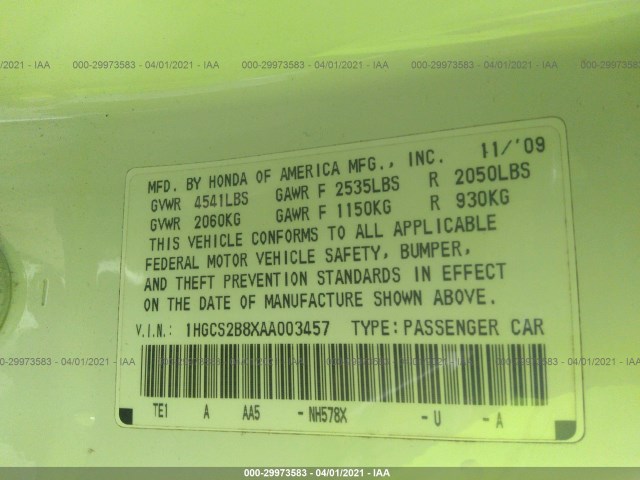 /01/2021 - IAA 000-29973583 - 04/01/2021 - IAA 000-29973583 - 04/01/2021 - IAA 000-29973583 - 04/01/2021 - IAA
MFD. BY HONDA OF AMERICA MFG., INC. 11/'09
GVWR 4541LBS GAWR F 2535LBS R 2050LBS
GVWR 2060KG GAWR F 1150KG R 930KG
THIS VEHICLE CONFORMS TO ALL APPLICABLE
FEDERAL MOTOR VEHICLE SAFETY, BUMPER,
AND THEFT PREVENTION STANDARDS IN EFFECT
ON THE DATE OF MANUFACTURE SHOWN ABOVE.
V.I.N.: 1HGCS2B8XAA003457 TYPE: PASSENGER CAR
TE1 A AA5 - NH578X - U - A
000-29973583 - 04/01/2021 - IAA